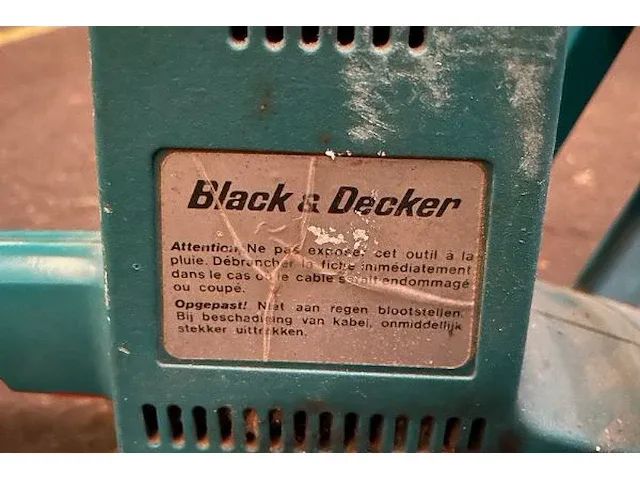 Black & Decker
Attention Ne pas exposer cet outil à la
pluie. Débrancher la fiche immédiatement
dans le cas où le cable serait endommagé
ou coupé.
Opgepast! Niet aan regen blootstellen.
Bij beschadiging van kabel, onmiddellijk
stekker uittrekken.